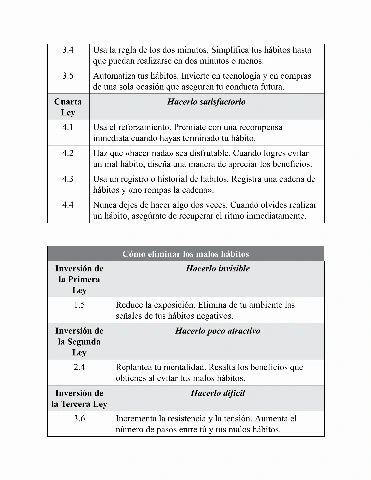 3.4 Usa la regla de los dos minutos. Simplifica tus hábitos hasta
que puedan realizarse en dos minutos o menos.
3.5 Automatiza tus hábitos. Invierte en tecnología y en compras
de una sola ocasión que aseguren tu conducta futura.
Cuarta Hacerlo satisfactorio
Ley
4.1 Usa el reforzamiento. Prémiate con una recompensa
inmediata cuando hayas terminado tu hábito.
4.2 Haz que «hacer nada» sea disfrutable. Cuando logres evitar
un mal hábito, diseña una manera de apreciar los beneficios.
4.3 Usa un registro o historial de hábitos. Registra una cadena de
hábitos y «no rompas la cadena».
4.4 Nunca dejes de hacer algo dos veces. Cuando olvides realizar
un hábito, asegúrate de recuperar el ritmo inmediatamente.
Cómo eliminar los malos hábitos
Inversión de Hacerlo invisible
la Primera
Ley
1.5 Reduce la exposición. Elimina de tu ambiente las
señales de tus hábitos negativos.
Inversión de Hacerlo poco atractivo
la Segunda
Ley
2.4 Replantea tu mentalidad. Resalta los beneficios que
obtienes al evitar tus malos hábitos.
Inversión de Hacerlo difícil
la Tercera Ley
3.6 Incrementa la resistencia y la tensión. Aumenta el
número de pasos entre tú y tus malos hábitos.